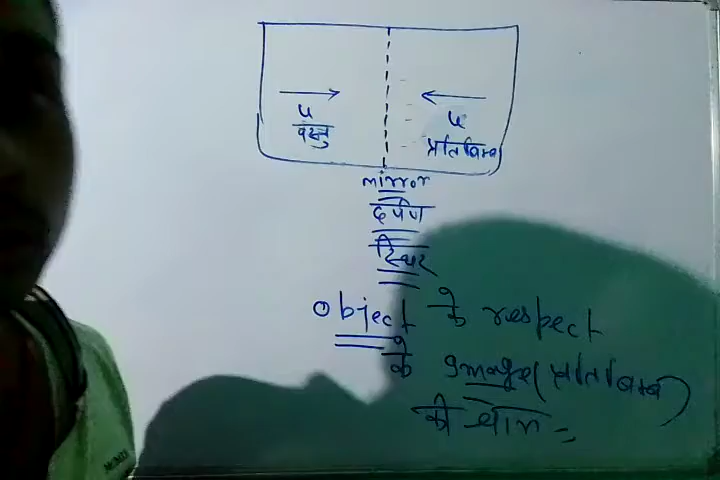 u u
वस्तु प्रतिबिम्ब
mirror
दर्पण
स्थिर
object के respect
के image (प्रतिबिम्ब)
की चाल =